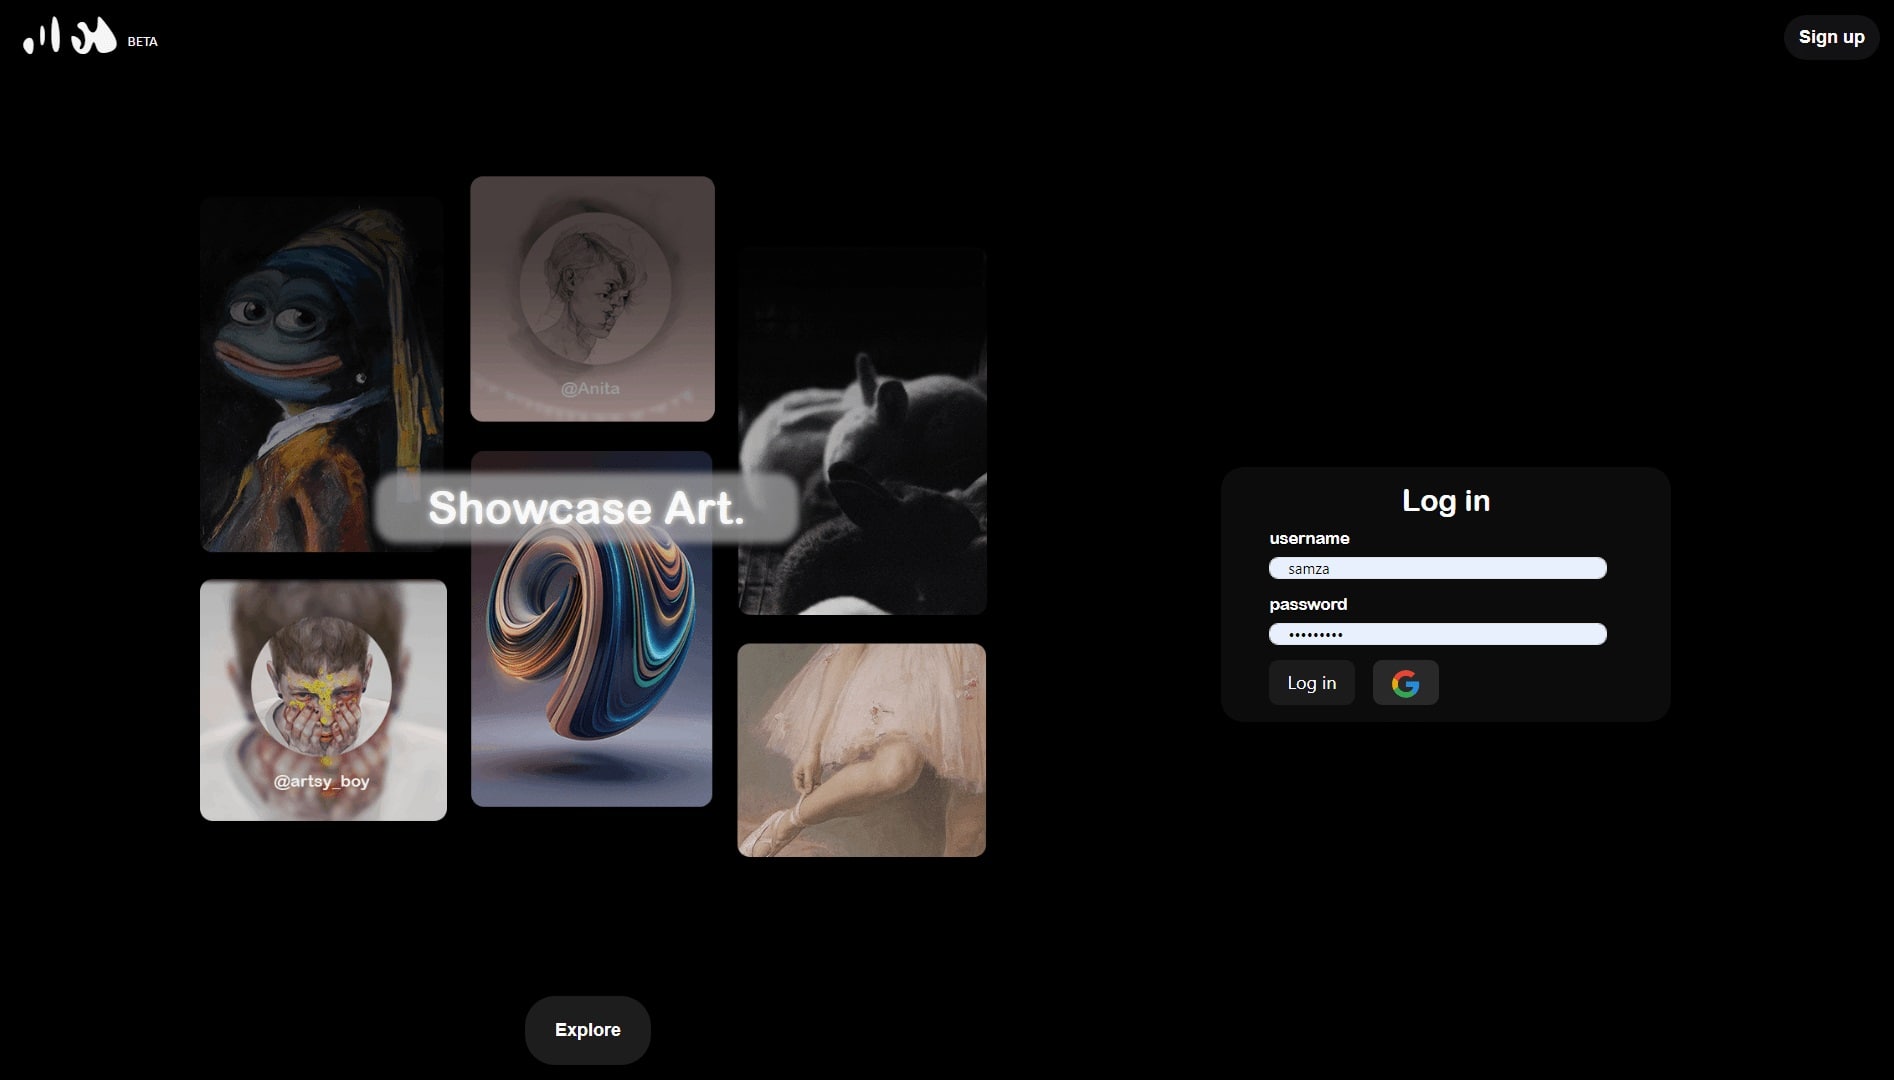 BETA
Sign up
@Anita
Showcase Art.
@artsy_boy
Log in
username
samza
password
•••••••••
Log in
Explore